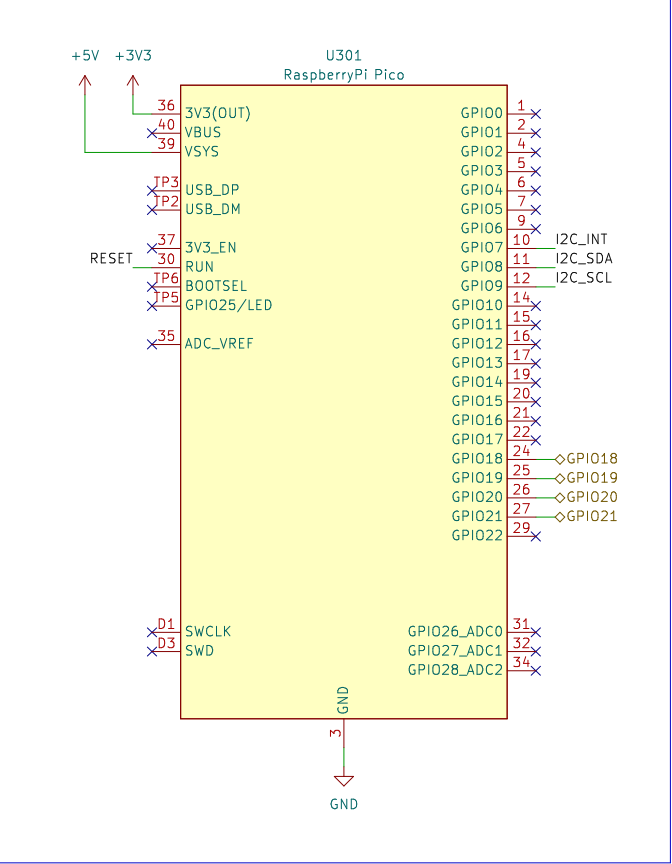 +5V
+3V3
U301
RaspberryPi Pico
36
3V3(OUT)
40
VBUS
39
VSYS
TP3
USB_DP
TP2
USB_DM
37
3V3_EN
RESET
30
RUN
TP6
BOOTSEL
TP5
GPIO25/LED
35
ADC_VREF
D1
SWCLK
D3
SWD
GPIO0
1
GPIO1
2
GPIO2
4
GPIO3
5
GPIO4
6
GPIO5
7
GPIO6
9
GPIO7
10
I2C_INT
GPIO8
11
I2C_SDA
GPIO9
12
I2C_SCL
GPIO10
14
GPIO11
15
GPIO12
16
GPIO13
17
GPIO14
19
GPIO15
20
GPIO16
21
GPIO17
22
GPIO18
24
GPIO18
GPIO19
25
GPIO19
GPIO20
26
GPIO20
GPIO21
27
GPIO21
GPIO22
29
GPIO26_ADC0
31
GPIO27_ADC1
32
GPIO28_ADC2
34
GND
3
GND